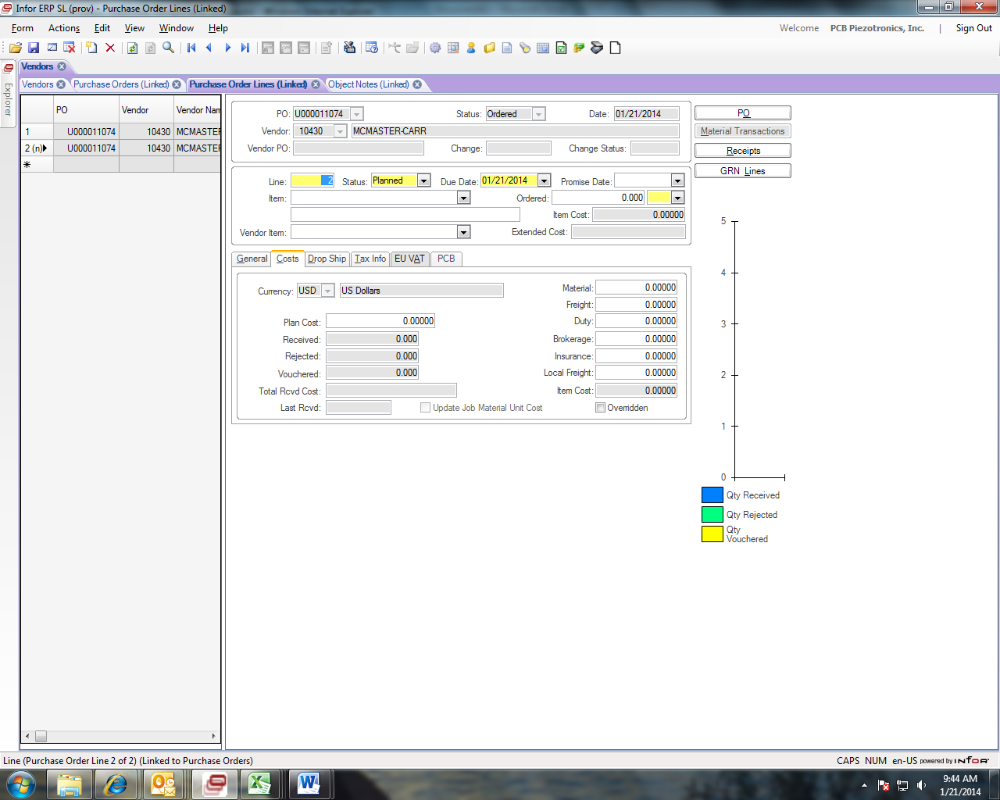 Infor ERP SL (prov) - Purchase Order Lines (Linked)
Form Actions Edit View Window Help Welcome PCB Piezotronics, Inc. | Sign Out
Explorer
Vendors
Vendors Purchase Orders (Linked) Purchase Order Lines (Linked) Object Notes (Linked)
PO Vendor Vendor Nam
1 U000011074 10430 MCMASTER
2 (n) U000011074 10430 MCMASTER
PO: U000011074 Status: Ordered Date: 01/21/2014
Vendor: 10430 MCMASTER-CARR
Vendor PO: Change: Change Status:
PO
Material Transactions
Receipts
GRN Lines
Line: 2 Status: Planned Due Date: 01/21/2014 Promise Date:
Item: Ordered: 0.000
Item Cost: 0.00000
Vendor Item: Extended Cost:
General Costs Drop Ship Tax Info EU VAT PCB
Currency: USD US Dollars
Plan Cost: 0.00000
Received: 0.000
Rejected: 0.000
Vouchered: 0.000
Total Rcvd Cost:
Last Rcvd: Update Job Material Unit Cost
Material: 0.00000
Freight: 0.00000
Duty: 0.00000
Brokerage: 0.00000
Insurance: 0.00000
Local Freight: 0.00000
Item Cost: 0.00000
Overridden
5
4
3
2
1
0
Qty Received
Qty Rejected
Qty
Vouchered
Line (Purchase Order Line 2 of 2) (Linked to Purchase Orders) CAPS NUM en-US powered by infor
9:44 AM
1/21/2014